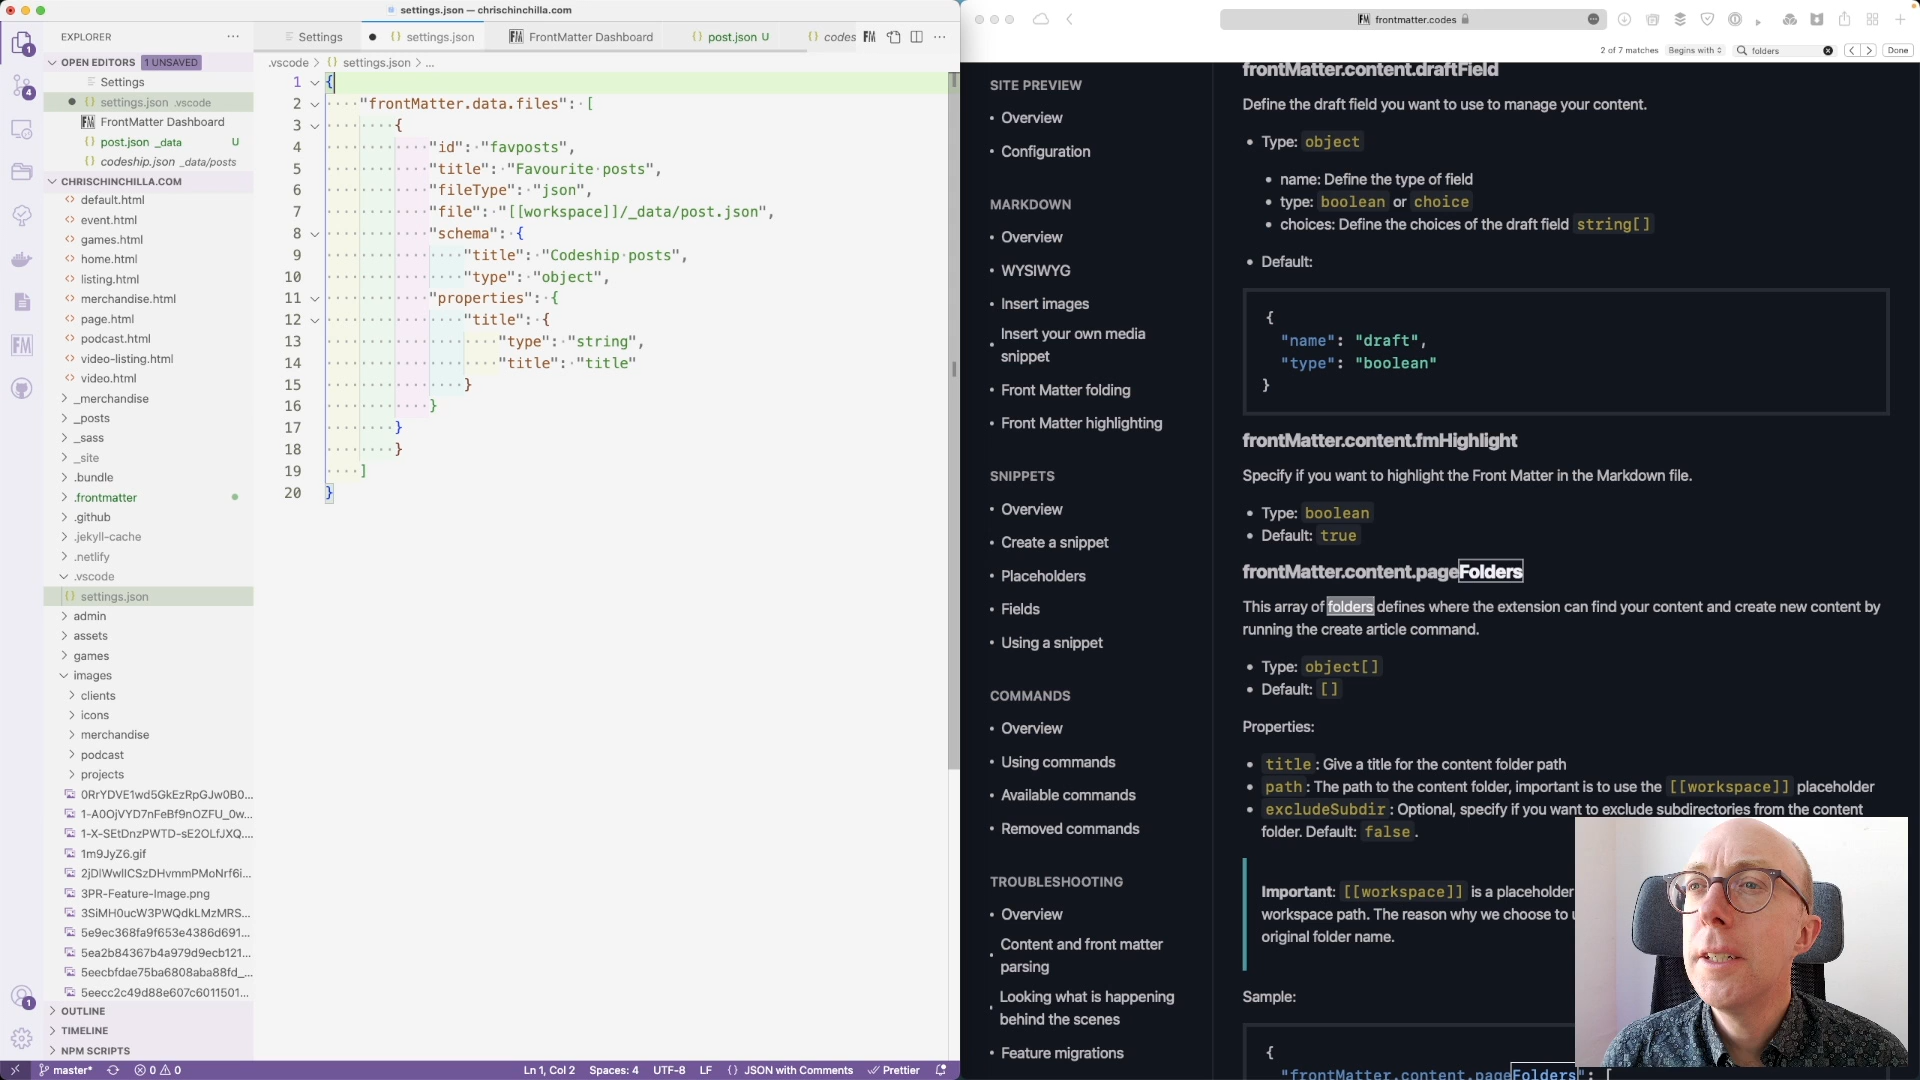 settings.json — chrischinchilla.com
EXPLORER
OPEN EDITORS 1 UNSAVED
Settings
settings.json .vscode
FrontMatter Dashboard
post.json _data U
codeship.json _data/posts
CHRISCHINCHILLA.COM
default.html
event.html
games.html
home.html
listing.html
merchandise.html
page.html
podcast.html
video-listing.html
video.html
_merchandise
_posts
_sass
_site
.bundle
.frontmatter
.github
.jekyll-cache
.netlify
.vscode
settings.json
admin
assets
games
images
clients
icons
merchandise
podcast
projects
0RrYDVE1wd5GkEzRpGJw0B0...
1-A0OjVYD7nFeBf9nOZFU_0w...
1-X-SEtDnzPWTD-sE2OLfJXQ....
1m9JyZ6.gif
2jDlWwlICSzDHvmmPMoNrf6i...
3PR-Feature-Image.png
3SiMH0ucW3PWQdkLMzMRS...
5e9ec368fa9f653e4386d691...
5ea2b84367b4a979d9ecb121...
5eecbfdae75ba6808aba88fd_...
5eecc2c49d88e607c6011501...
OUTLINE
TIMELINE
NPM SCRIPTS
Settings
settings.json
FM FrontMatter Dashboard
post.json U
codes
FM
.vscode > {} settings.json > ...
1 {
2 "frontMatter.data.files": [
3 {
4 "id": "favposts",
5 "title": "Favourite posts",
6 "fileType": "json",
7 "file": "[[workspace]]/_data/post.json",
8 "schema": {
9 "title": "Codeship posts",
10 "type": "object",
11 "properties": {
12 "title": {
13 "type": "string",
14 "title": "title"
15 }
16 }
17 }
18 }
19 ]
20 }
master* 0 0
Ln 1, Col 2 Spaces: 4 UTF-8 LF {} JSON with Comments Prettier
FM frontmatter.codes
2 of 7 matches Begins with folders Done
SITE PREVIEW
Overview
Configuration
MARKDOWN
Overview
WYSIWYG
Insert images
Insert your own media
snippet
Front Matter folding
Front Matter highlighting
SNIPPETS
Overview
Create a snippet
Placeholders
Fields
Using a snippet
COMMANDS
Overview
Using commands
Available commands
Removed commands
TROUBLESHOOTING
Overview
Content and front matter
parsing
Looking what is happening
behind the scenes
Feature migrations
frontMatter.content.draftField
Define the draft field you want to use to manage your content.
• Type: object
• name: Define the type of field
• type: boolean or choice
• choices: Define the choices of the draft field string[]
• Default:
{
"name": "draft",
"type": "boolean"
}
frontMatter.content.fmHighlight
Specify if you want to highlight the Front Matter in the Markdown file.
• Type: boolean
• Default: true
frontMatter.content.pageFolders
This array of folders defines where the extension can find your content and create new content by
running the create article command.
• Type: object[]
• Default: []
Properties:
• title : Give a title for the content folder path
• path : The path to the content folder, important is to use the [[workspace]] placeholder
• excludeSubdir : Optional, specify if you want to exclude subdirectories from the content
folder. Default: false .
Important: [[workspace]] is a placeholder
workspace path. The reason why we choose to
original folder name.
Sample:
{
"frontMatter.content.pageFolders": [